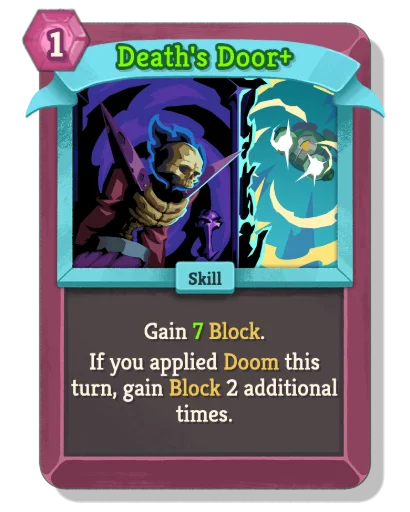 1
Death's Door+
Skill
Gain 7 Block.
If you applied Doom this
turn, gain Block 2 additional
times.